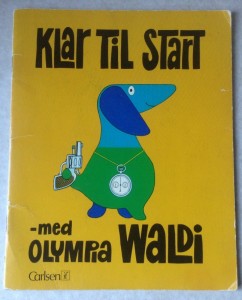 KLAR TIL START
-med
OLYMPIA WALDI
Carlsen